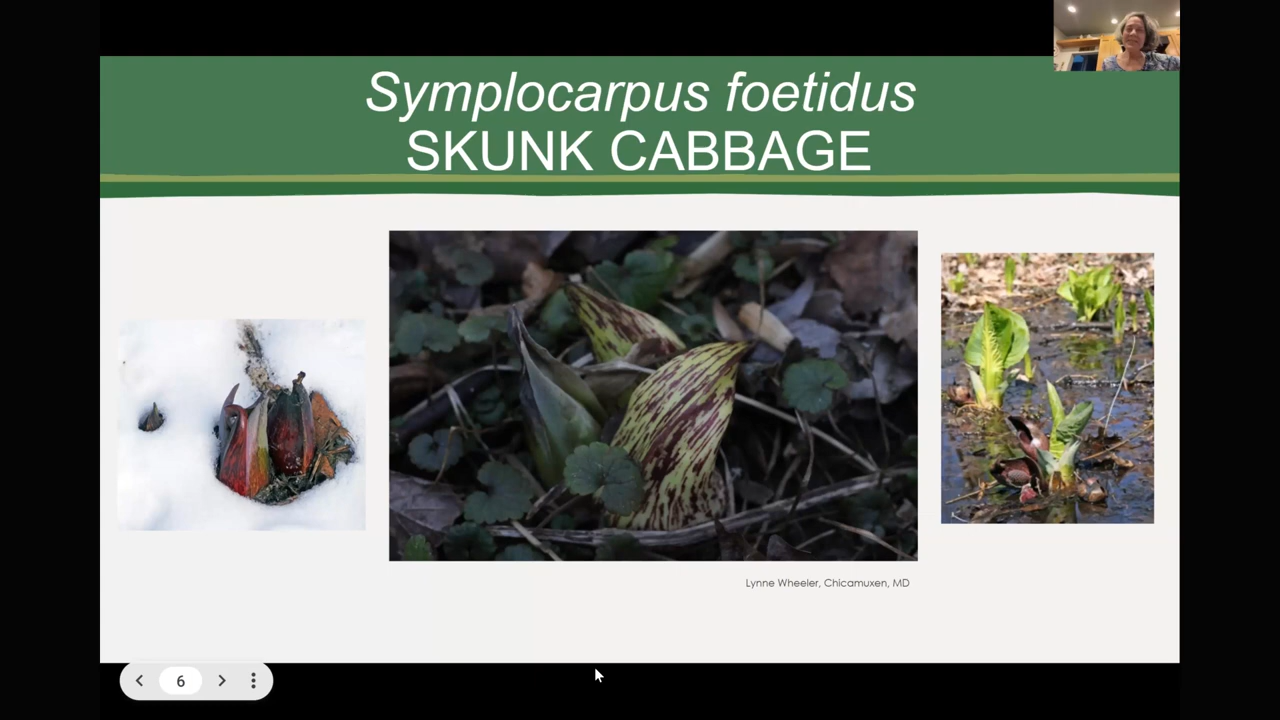 Symplocarpus foetidus
SKUNK CABBAGE
Lynne Wheeler, Chicamuxen, MD
6